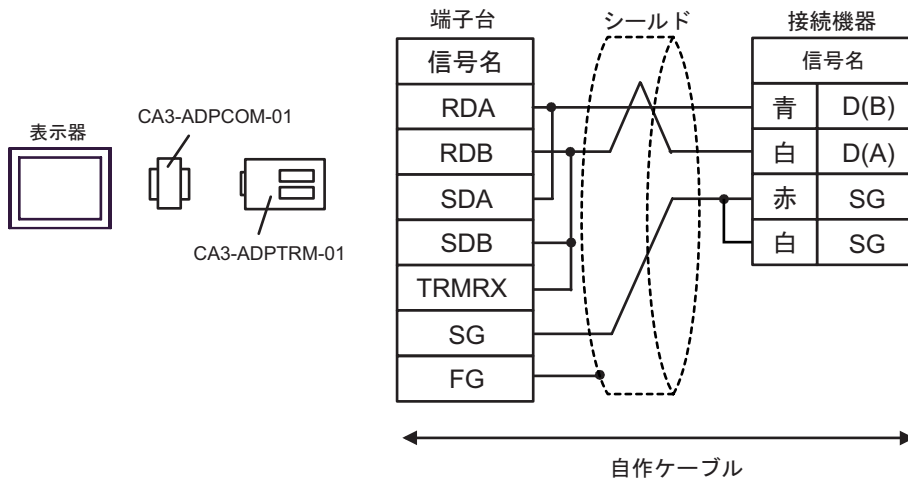 表示器
CA3-ADPCOM-01
CA3-ADPTRM-01
端子台
信号名
RDA
RDB
SDA
SDB
TRMRX
SG
FG
シールド
接続機器
信号名
青 D(B)
白 D(A)
赤 SG
白 SG
自作ケーブル